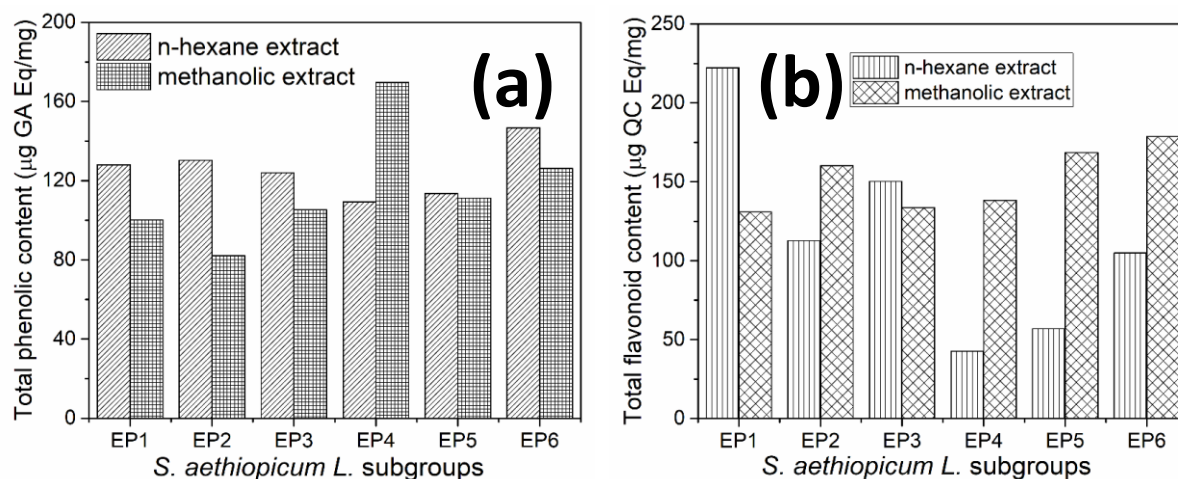 (a)
n-hexane extract
methanolic extract
Total phenolic content (µg GA Eq/mg)
200
160
120
80
40
0
EP1 EP2 EP3 EP4 EP5 EP6
S. aethiopicum L. subgroups
(b)
n-hexane extract
methanolic extract
Total flavonoid content (µg QC Eq/mg)
250
200
150
100
50
0
EP1 EP2 EP3 EP4 EP5 EP6
S. aethiopicum L. subgroups